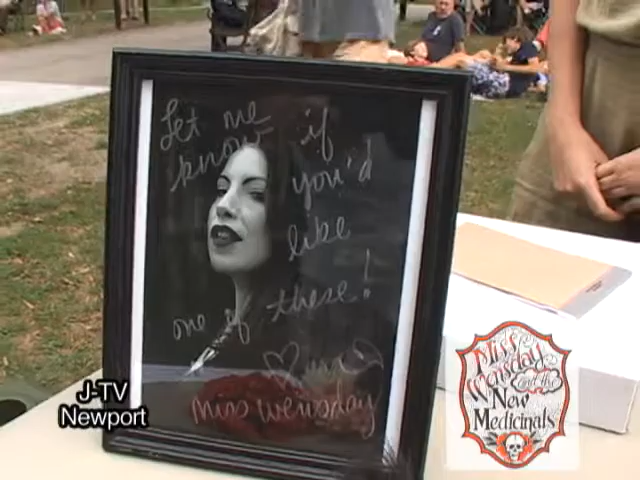 Let me if
know you'd
like
one of these!
miss wensday
J-TV
Newport
Miss
Wensday
and the
New
Medicinals